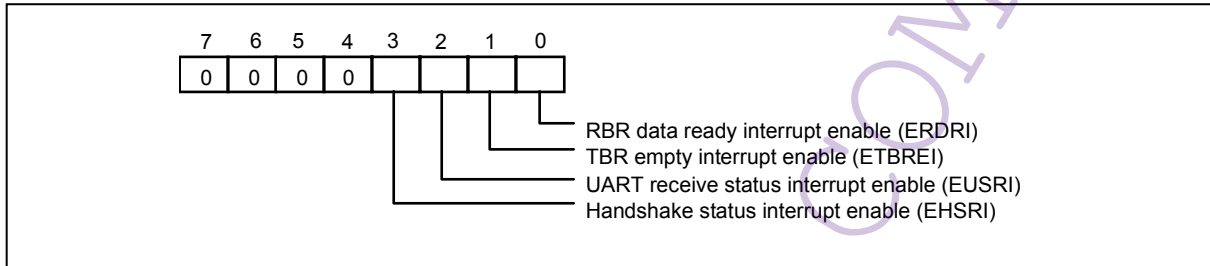 7 6 5 4 3 2 1 0
0 0 0 0
RBR data ready interrupt enable (ERDRI)
TBR empty interrupt enable (ETBREI)
UART receive status interrupt enable (EUSRI)
Handshake status interrupt enable (EHSRI)
COM